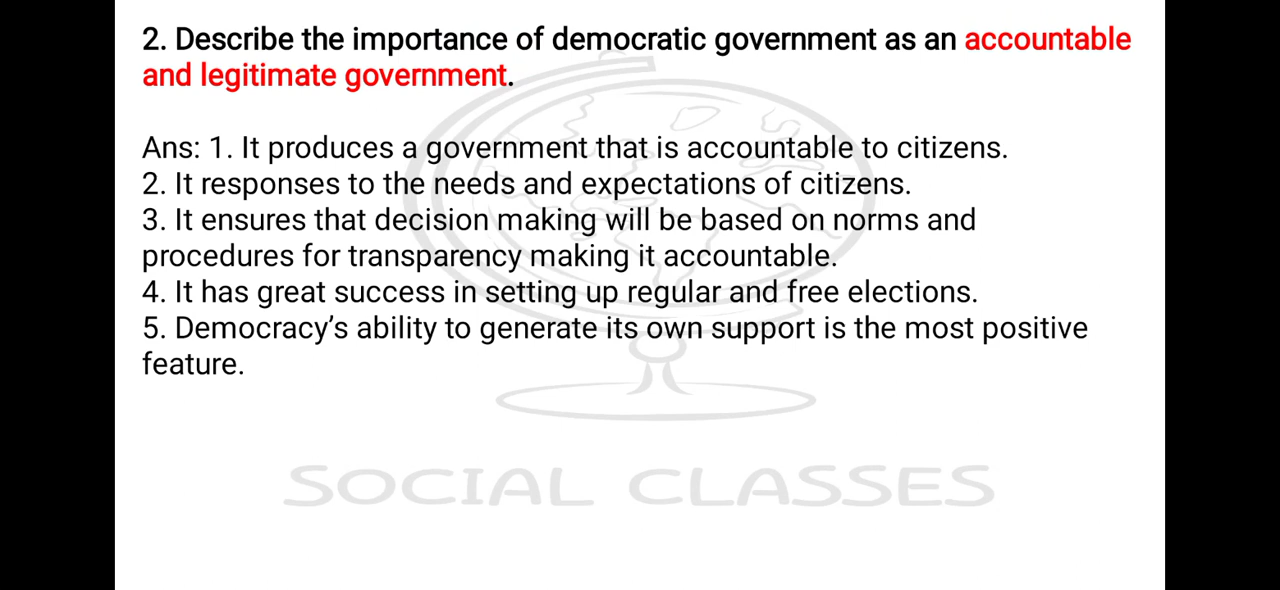 2. Describe the importance of democratic government as an accountable
and legitimate government.
Ans: 1. It produces a government that is accountable to citizens.
2. It responses to the needs and expectations of citizens.
3. It ensures that decision making will be based on norms and
procedures for transparency making it accountable.
4. It has great success in setting up regular and free elections.
5. Democracy’s ability to generate its own support is the most positive
feature.
SOCIAL CLASSES